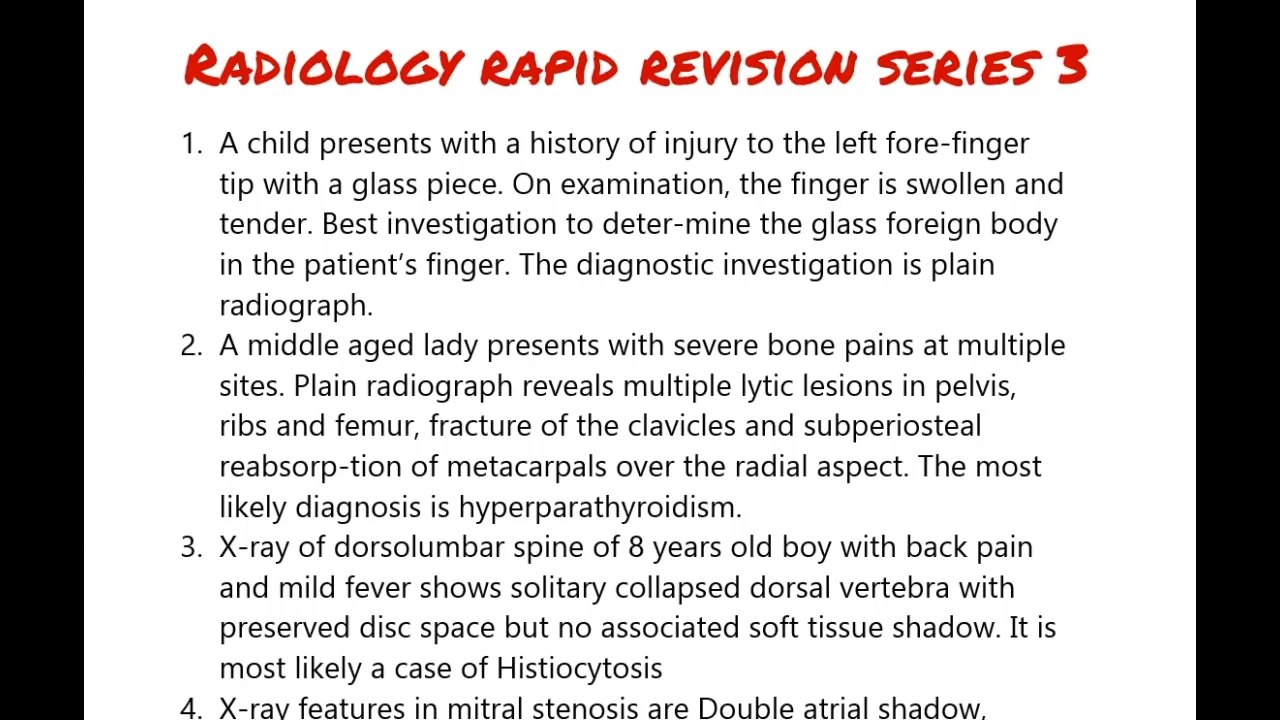 RADIOLOGY RAPID REVISION SERIES 3
1. A child presents with a history of injury to the left fore-finger
tip with a glass piece. On examination, the finger is swollen and
tender. Best investigation to deter-mine the glass foreign body
in the patient’s finger. The diagnostic investigation is plain
radiograph.
2. A middle aged lady presents with severe bone pains at multiple
sites. Plain radiograph reveals multiple lytic lesions in pelvis,
ribs and femur, fracture of the clavicles and subperiosteal
reabsorp-tion of metacarpals over the radial aspect. The most
likely diagnosis is hyperparathyroidism.
3. X-ray of dorsolumbar spine of 8 years old boy with back pain
and mild fever shows solitary collapsed dorsal vertebra with
preserved disc space but no associated soft tissue shadow. It is
most likely a case of Histiocytosis
4. X-ray features in mitral stenosis are Double atrial shadow,